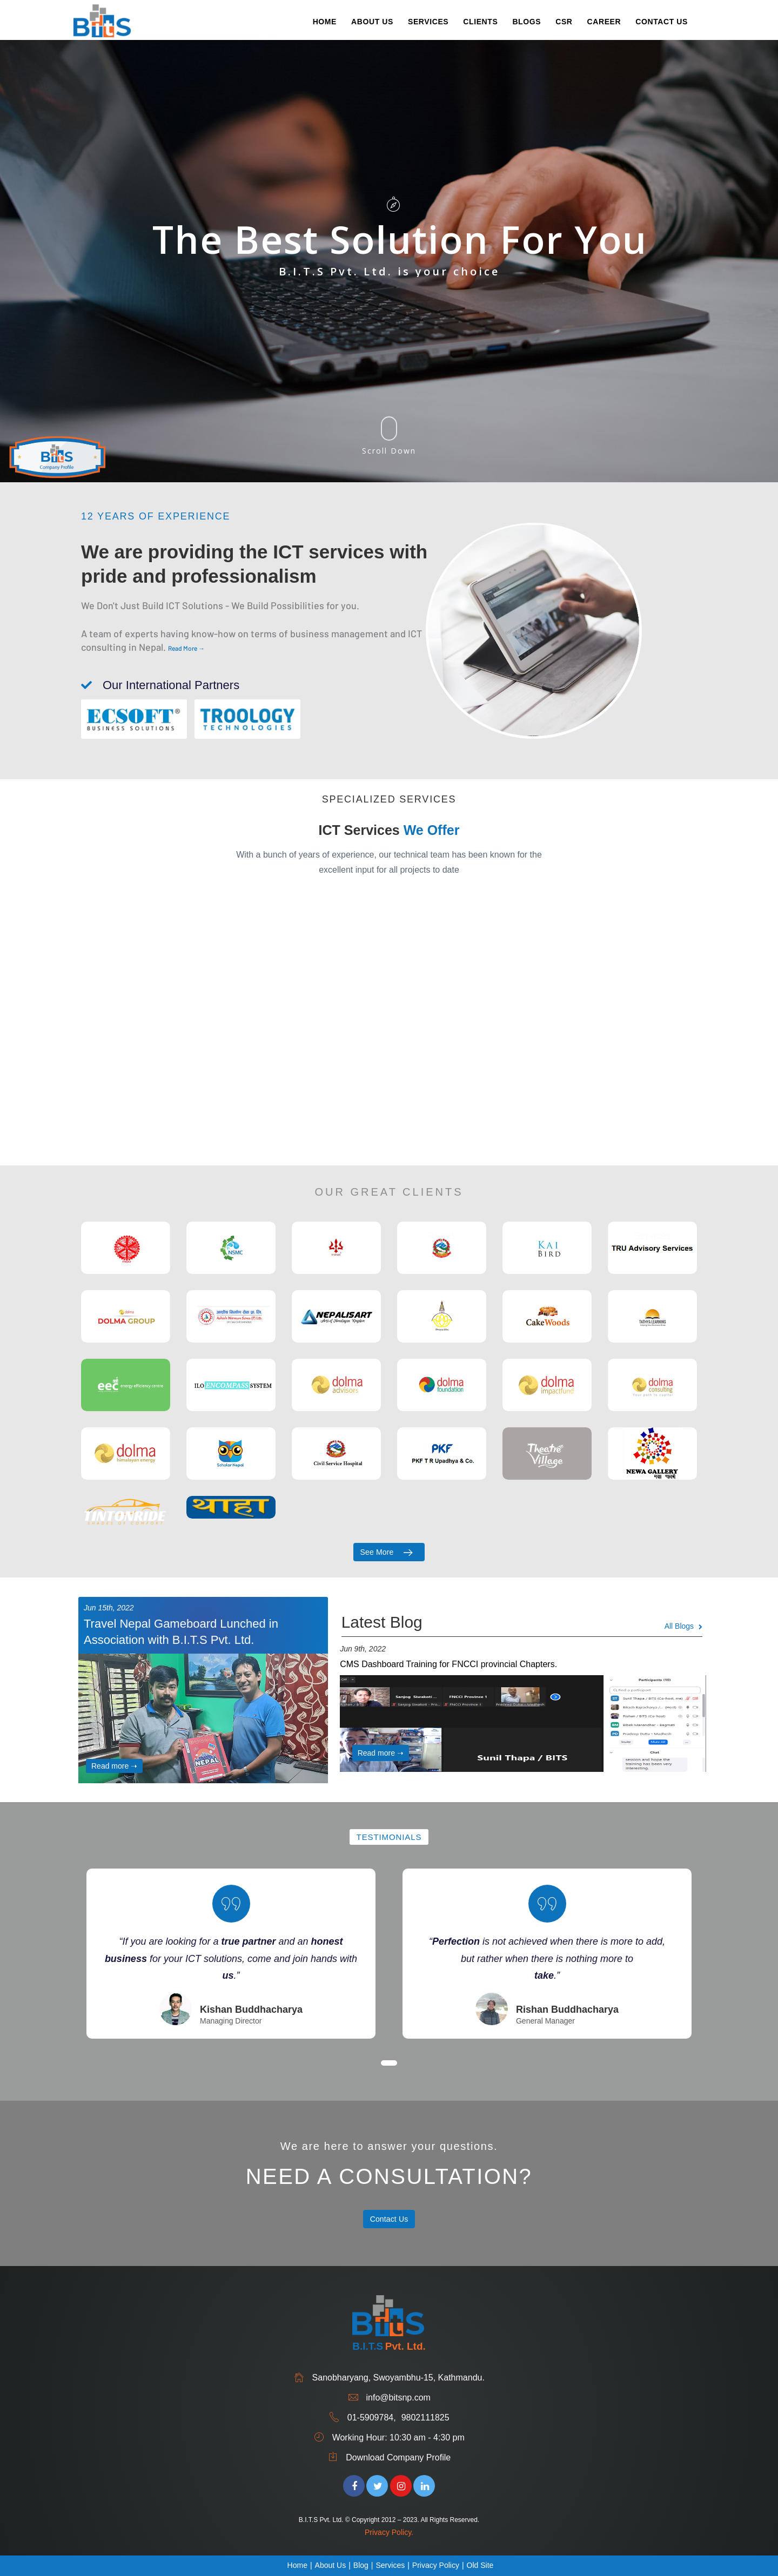 BitS
HOME ABOUT US SERVICES CLIENTS BLOGS CSR CAREER CONTACT US
The Best Solution For You
B.I.T.S Pvt. Ltd. is your choice
Scroll Down
BitS
Company Profile
12 YEARS OF EXPERIENCE
We are providing the ICT services with
pride and professionalism
We Don't Just Build ICT Solutions - We Build Possibilities for you.
A team of experts having know-how on terms of business management and ICT
consulting in Nepal. Read More →
Our International Partners
ECSOFT®
BUSINESS SOLUTIONS
TROOLOGY
TECHNOLOGIES
SPECIALIZED SERVICES
ICT Services We Offer
With a bunch of years of experience, our technical team has been known for the
excellent input for all projects to date
OUR GREAT CLIENTS
NSMC
KAI
BIRD
TRU Advisory Services
dolma
DOLMA GROUP
NEPALISART
CakeWoods
eec energy efficiency centre
ILO ENCOMPASS SYSTEM
dolma
advisors
dolma
foundation
dolma
impactfund
dolma
consulting
dolma
himalayan energy
Scholar Nepal
Civil Service Hospital
PKF
PKF T R Upadhya & Co.
Theatre
Village
NEWA GALLERY
TINTONRIDE
थाहा
See More
Jun 15th, 2022
Travel Nepal Gameboard Lunched in
Association with B.I.T.S Pvt. Ltd.
NEPAL
Read more ➝
Latest Blog
All Blogs
Jun 9th, 2022
CMS Dashboard Training for FNCCI provincial Chapters.
FNCCI Province 1
Sunil Thapa / BITS
Read more ➝
Chat
TESTIMONIALS
“If you are looking for a true partner and an honest
business for your ICT solutions, come and join hands with
us.”
Kishan Buddhacharya
Managing Director
“Perfection is not achieved when there is more to add,
but rather when there is nothing more to
take.”
Rishan Buddhacharya
General Manager
We are here to answer your questions.
NEED A CONSULTATION?
Contact Us
BitS
B.I.T.S Pvt. Ltd.
Sanobharyang, Swoyambhu-15, Kathmandu.
info@bitsnp.com
01-5909784, 9802111825
Working Hour: 10:30 am - 4:30 pm
Download Company Profile
B.I.T.S Pvt. Ltd. © Copyright 2012 – 2023. All Rights Reserved.
Privacy Policy.
Home | About Us | Blog | Services | Privacy Policy | Old Site